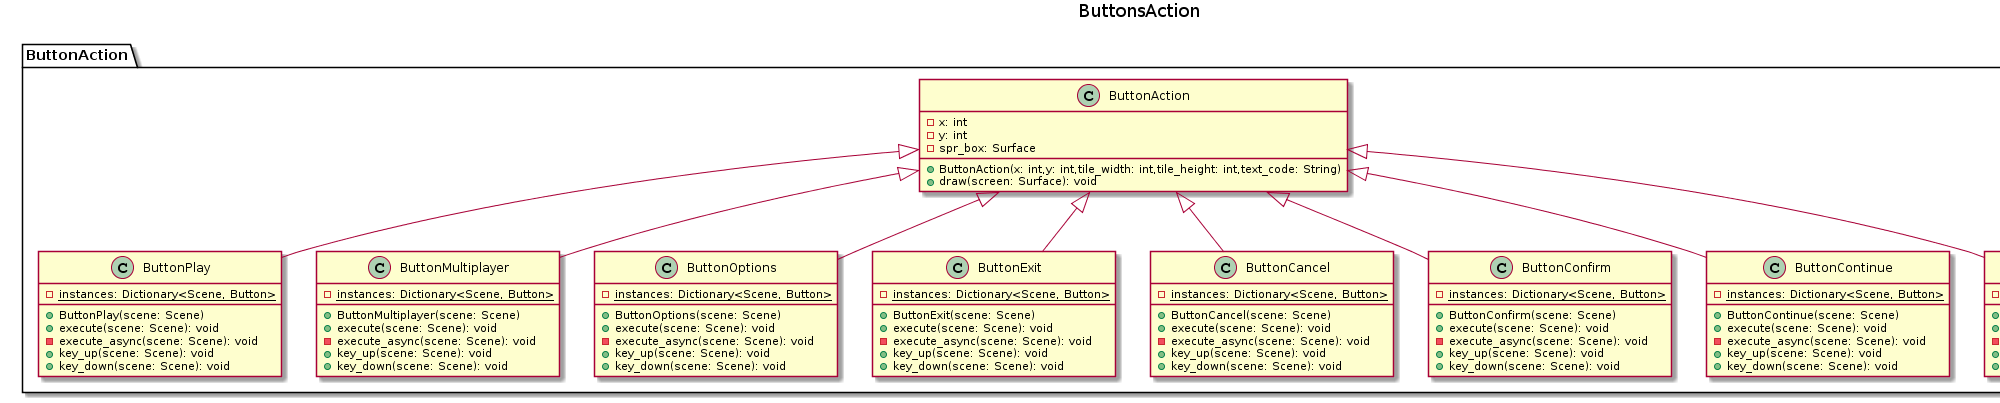 ButtonsAction
ButtonAction
ButtonAction
x: int
y: int
spr_box: Surface
ButtonAction(x: int,y: int,tile_width: int,tile_height: int,text_code: String)
draw(screen: Surface): void
ButtonPlay
instances: Dictionary<Scene, Button>
ButtonPlay(scene: Scene)
execute(scene: Scene): void
execute_async(scene: Scene): void
key_up(scene: Scene): void
key_down(scene: Scene): void
ButtonMultiplayer
instances: Dictionary<Scene, Button>
ButtonMultiplayer(scene: Scene)
execute(scene: Scene): void
execute_async(scene: Scene): void
key_up(scene: Scene): void
key_down(scene: Scene): void
ButtonOptions
instances: Dictionary<Scene, Button>
ButtonOptions(scene: Scene)
execute(scene: Scene): void
execute_async(scene: Scene): void
key_up(scene: Scene): void
key_down(scene: Scene): void
ButtonExit
instances: Dictionary<Scene, Button>
ButtonExit(scene: Scene)
execute(scene: Scene): void
execute_async(scene: Scene): void
key_up(scene: Scene): void
key_down(scene: Scene): void
ButtonCancel
instances: Dictionary<Scene, Button>
ButtonCancel(scene: Scene)
execute(scene: Scene): void
execute_async(scene: Scene): void
key_up(scene: Scene): void
key_down(scene: Scene): void
ButtonConfirm
instances: Dictionary<Scene, Button>
ButtonConfirm(scene: Scene)
execute(scene: Scene): void
execute_async(scene: Scene): void
key_up(scene: Scene): void
key_down(scene: Scene): void
ButtonContinue
instances: Dictionary<Scene, Button>
ButtonContinue(scene: Scene)
execute(scene: Scene): void
execute_async(scene: Scene): void
key_up(scene: Scene): void
key_down(scene: Scene): void